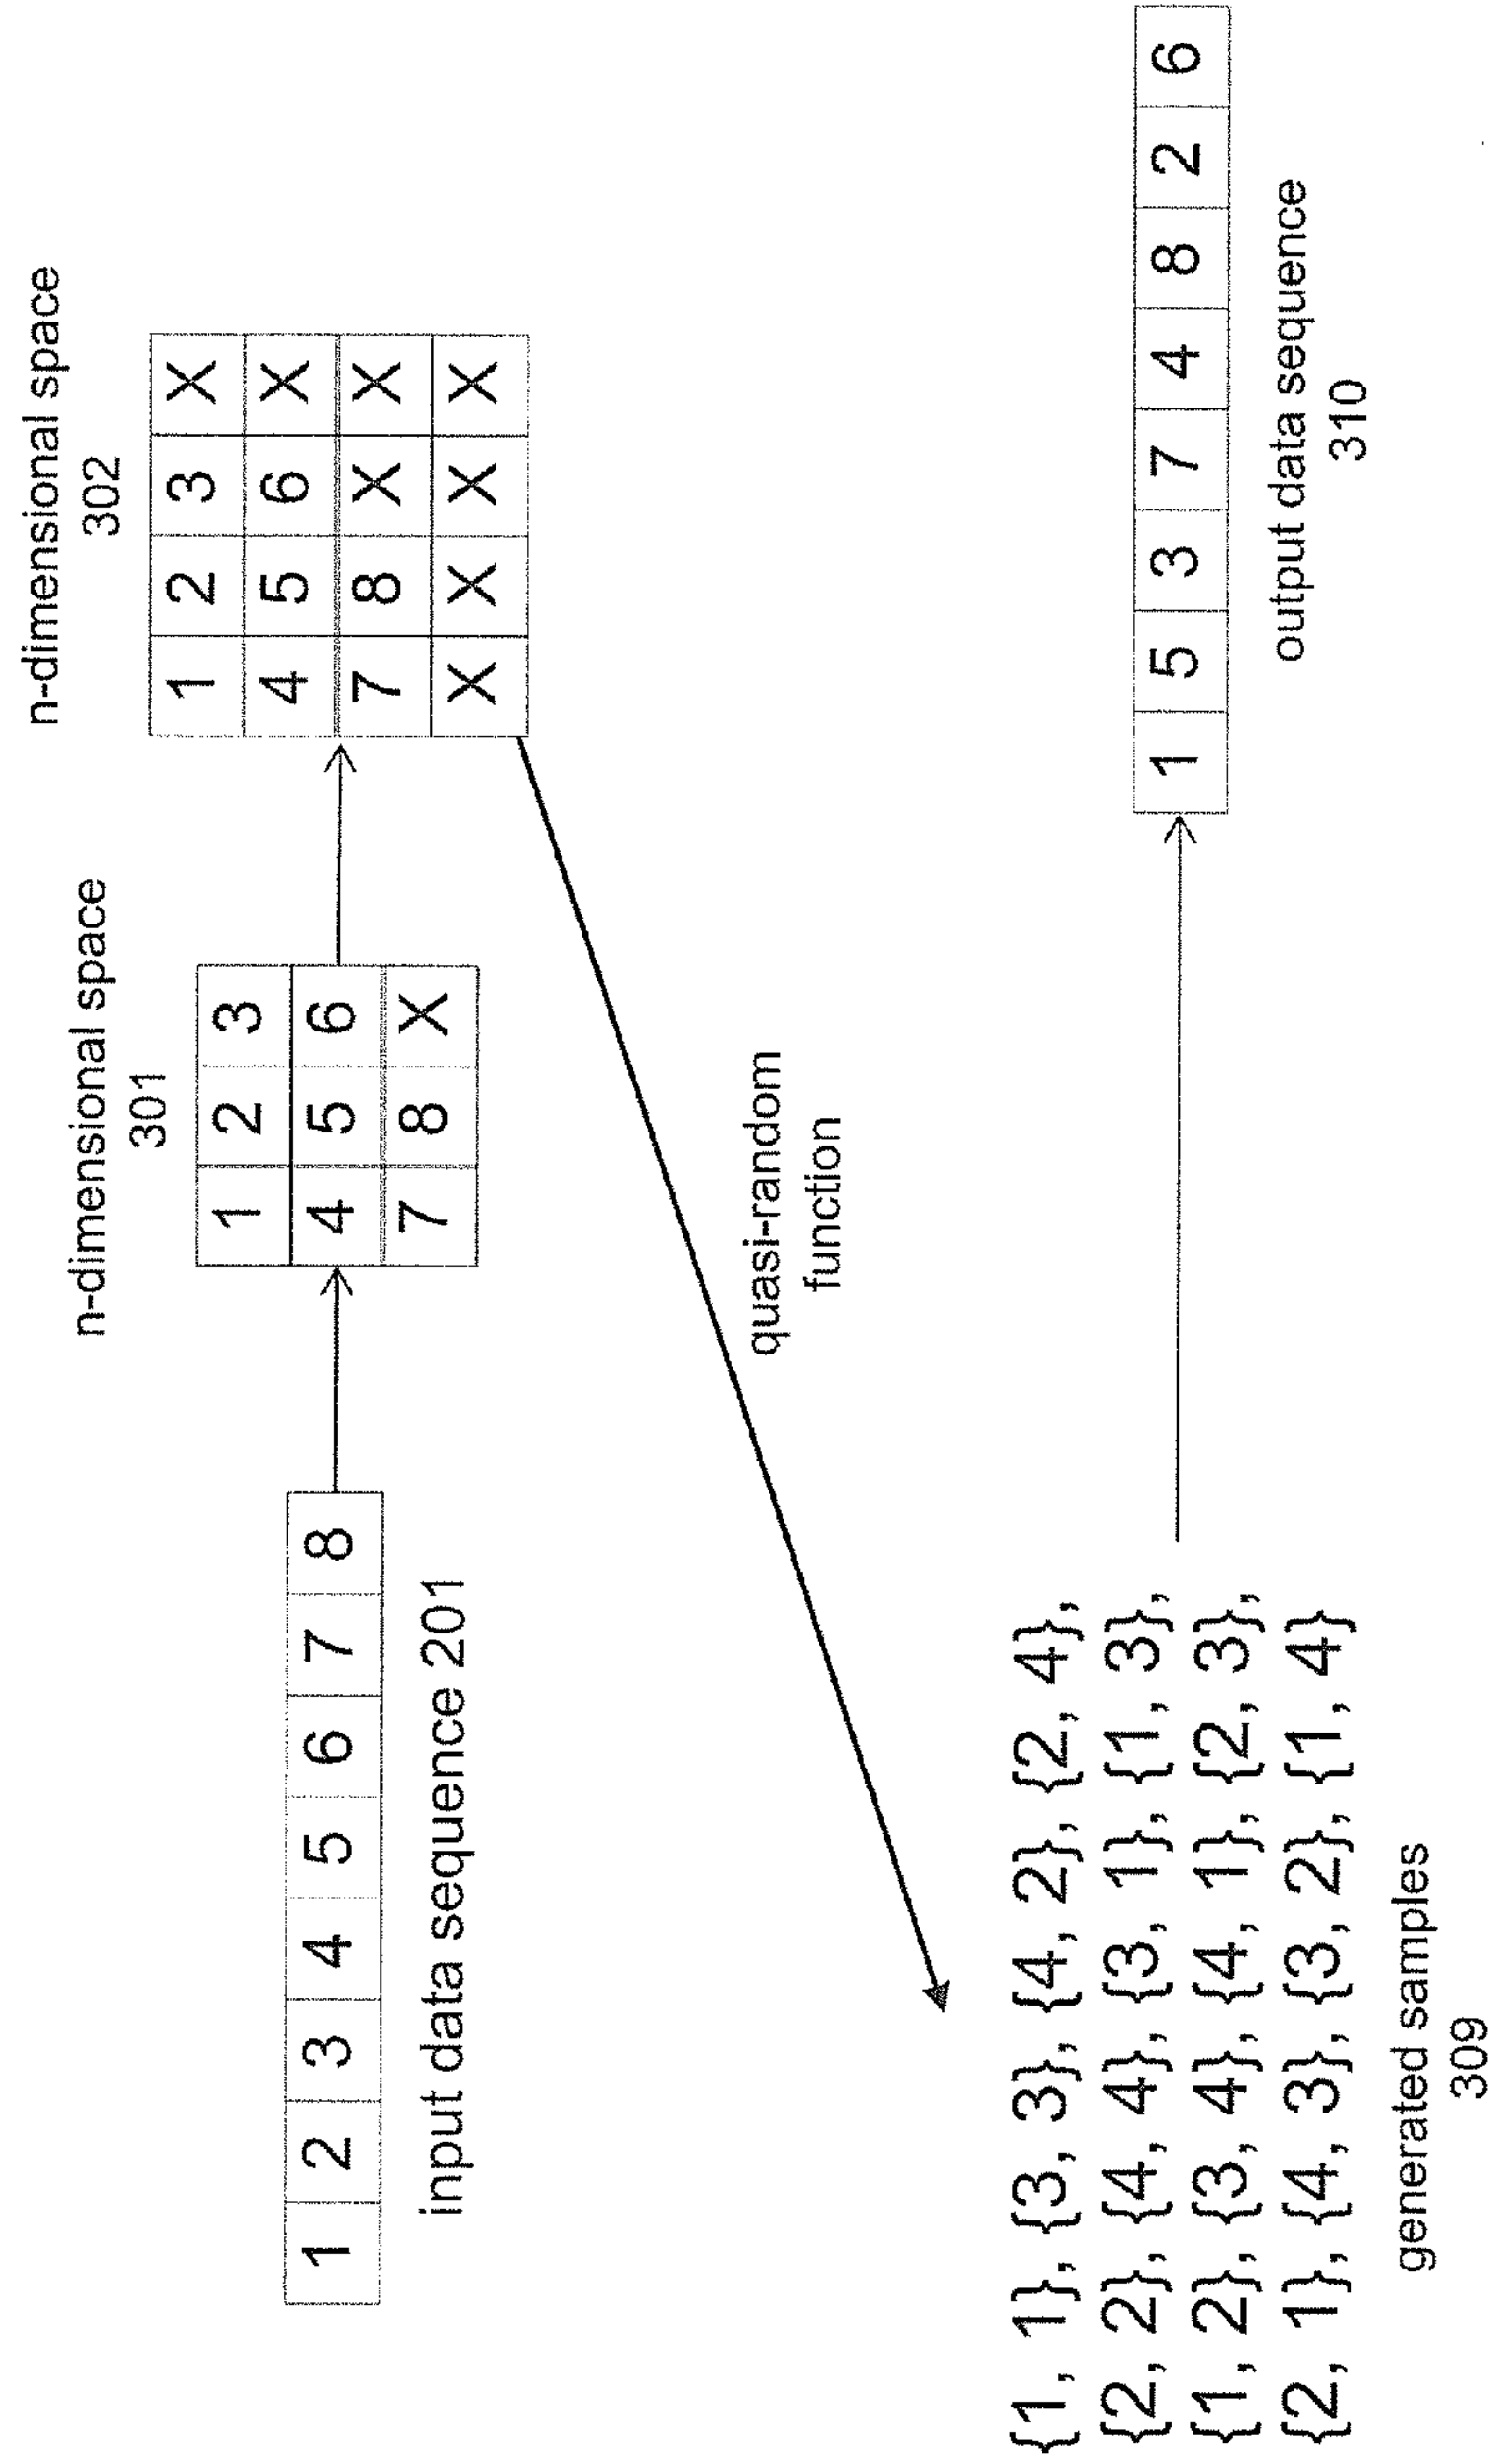 n-dimensional space
302
n-dimensional space
301
1 2 3 X
4 5 6 X
7 8 X X
X X X X
1 2 3
4 5 6
7 8 X
1 2 3 4 5 6 7 8
input data sequence 201
quasi-random
function
{1, 1}, {3, 3}, {4, 2}, {2, 4},
{2, 2}, {4, 4}, {3, 1}, {1, 3},
{1, 2}, {3, 4}, {4, 1}, {2, 3},
{2, 1}, {4, 3}, {3, 2}, {1, 4}
generated samples
309
1 5 3 7 4 8 2 6
output data sequence
310